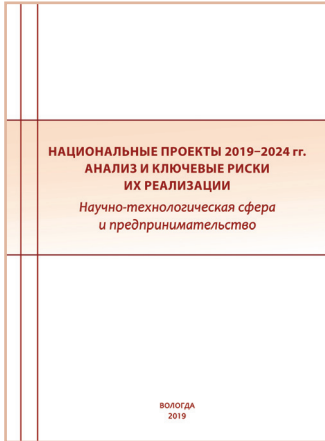 НАЦИОНАЛЬНЫЕ ПРОЕКТЫ 2019–2024 гг.
АНАЛИЗ И КЛЮЧЕВЫЕ РИСКИ
ИХ РЕАЛИЗАЦИИ
Научно-технологическая сфера
и предпринимательство
ВОЛОГДА
2019